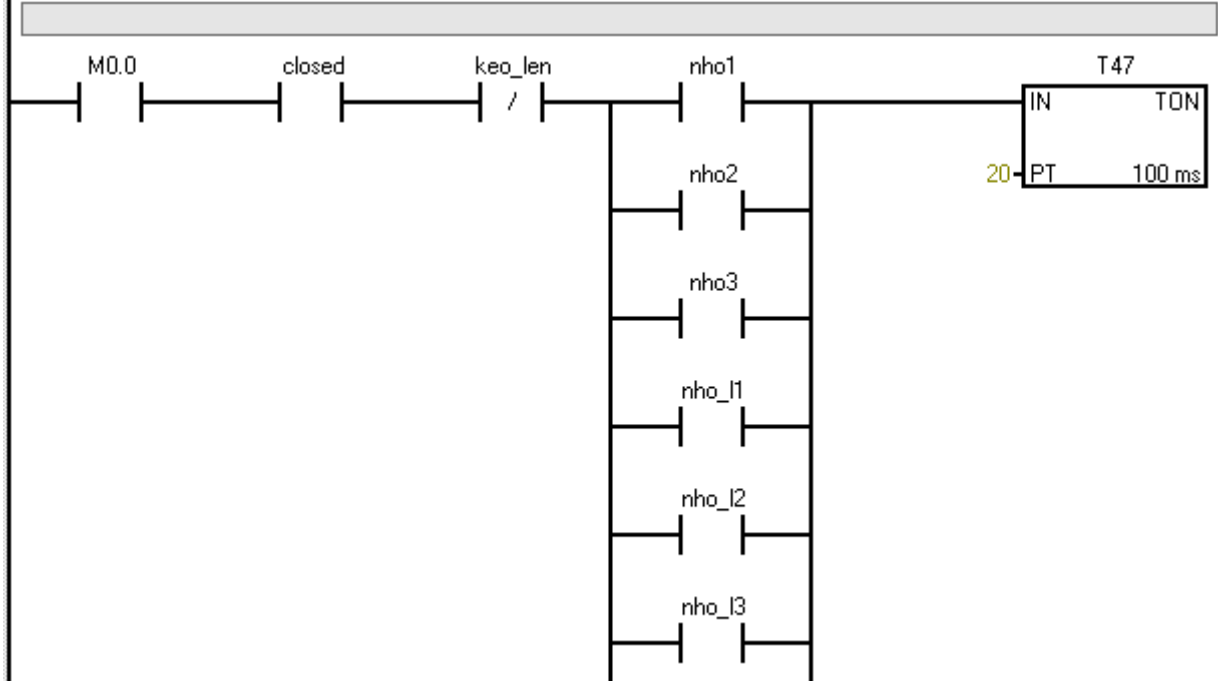 M0.0 closed keo_len nho1 T47
/ IN TON
nho2 20 PT 100 ms
nho3
nho_l1
nho_l2
nho_l3